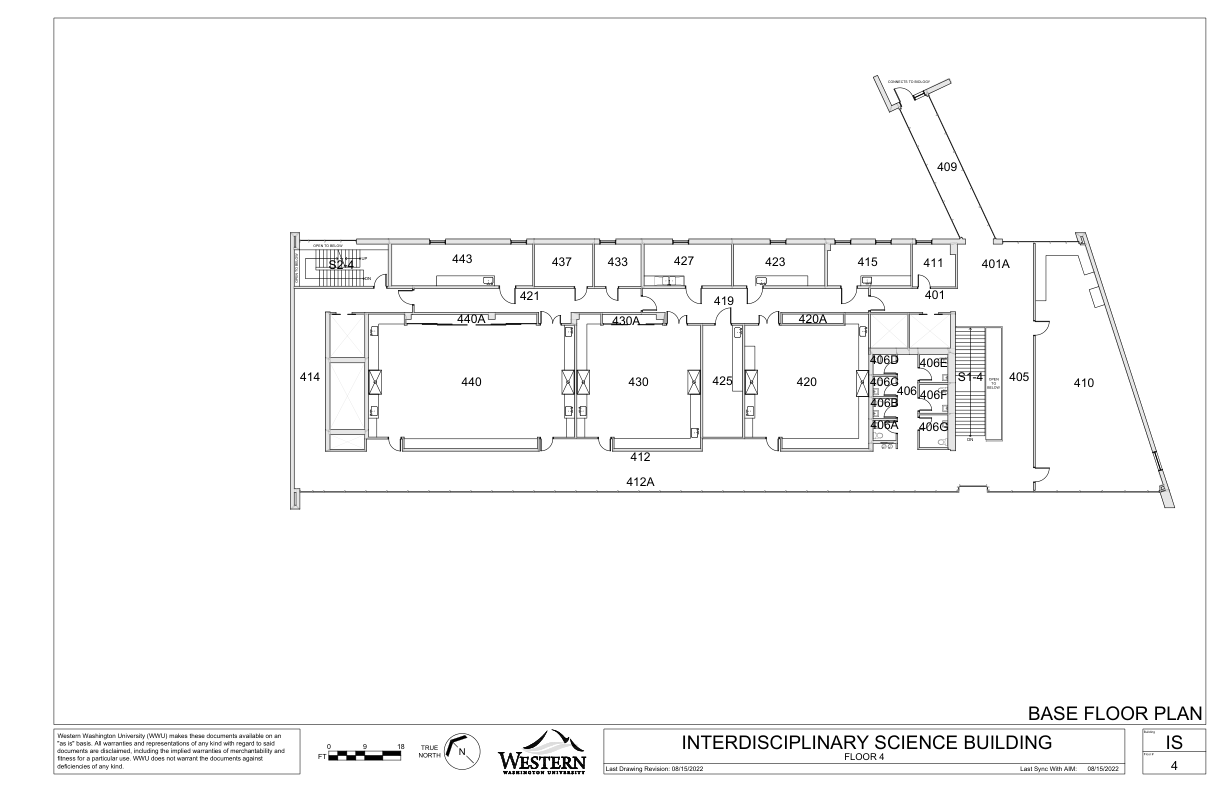 CONNECTS TO BIOLOGY
409
OPEN TO BELOW
OPEN TO BELOW
UP
S2-4
DN
443
437
433
427
423
415
411
401A
421
419
401
440A
430A
420A
414
440
430
425
420
406D
406E
406C
406
406F
406B
406A
406G
S1-4
OPEN
TO
BELOW
DN
405
410
412
412A
BASE FLOOR PLAN
Western Washington University (WWU) makes these documents available on an
"as is" basis. All warranties and representations of any kind with regard to said
documents are disclaimed, including the implied warranties of merchantability and
fitness for a particular use. WWU does not warrant the documents against
deficiencies of any kind.
0 9 18
FT
TRUE
NORTH
N
WESTERN
WASHINGTON UNIVERSITY
INTERDISCIPLINARY SCIENCE BUILDING
FLOOR 4
Last Drawing Revision: 08/15/2022
Last Sync With AIM: 08/15/2022
Building
IS
4